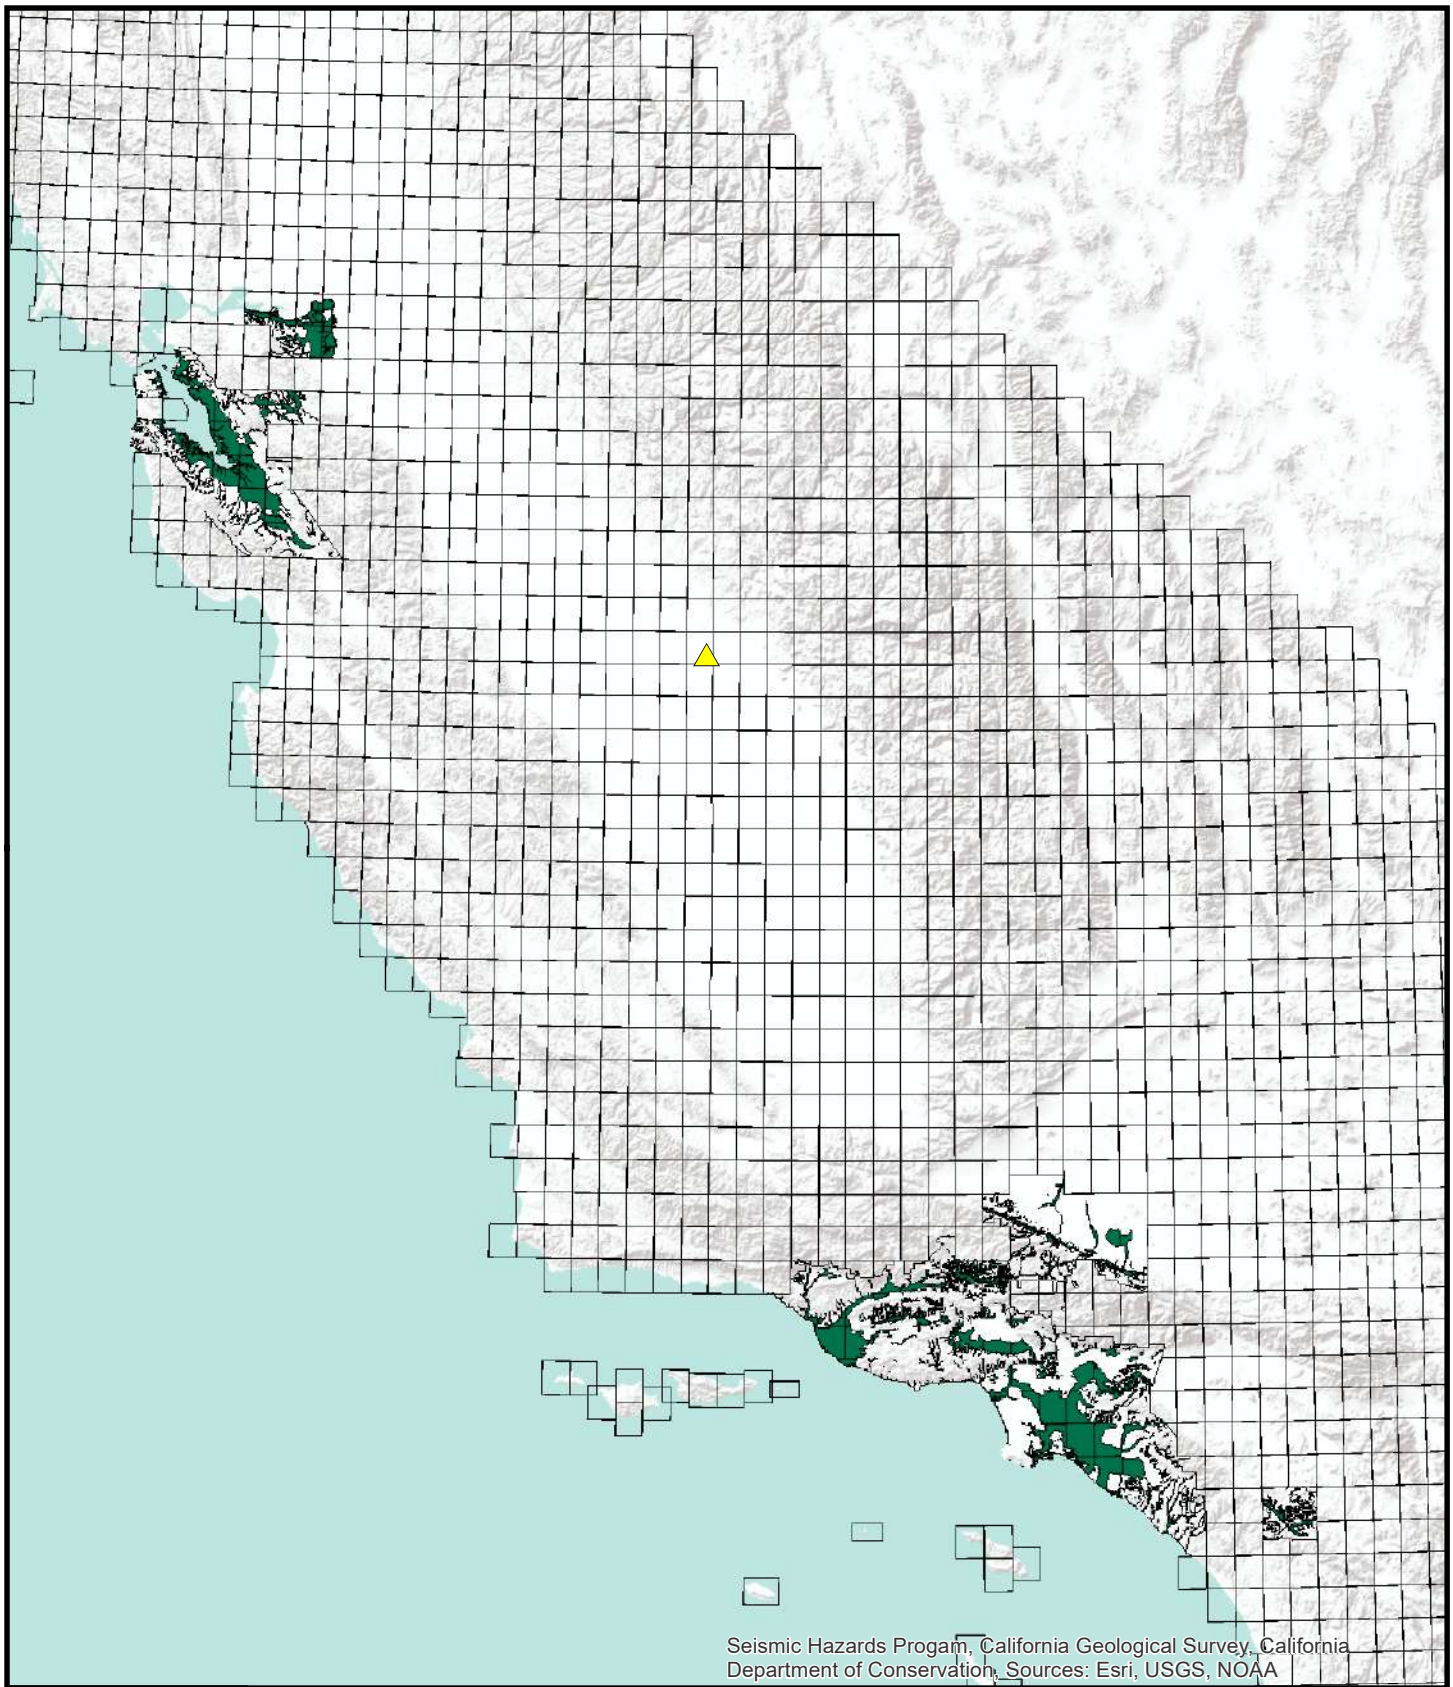 Seismic Hazards Progam, California Geological Survey, California
Department of Conservation, Sources: Esri, USGS, NOAA